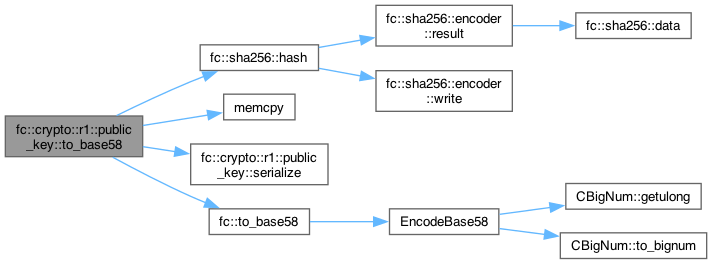 fc::crypto::r1::public
_key::to_base58
fc::sha256::hash
fc::sha256::encoder
::result
fc::sha256::data
fc::sha256::encoder
::write
memcpy
fc::crypto::r1::public
_key::serialize
fc::to_base58
EncodeBase58
CBigNum::getulong
CBigNum::to_bignum